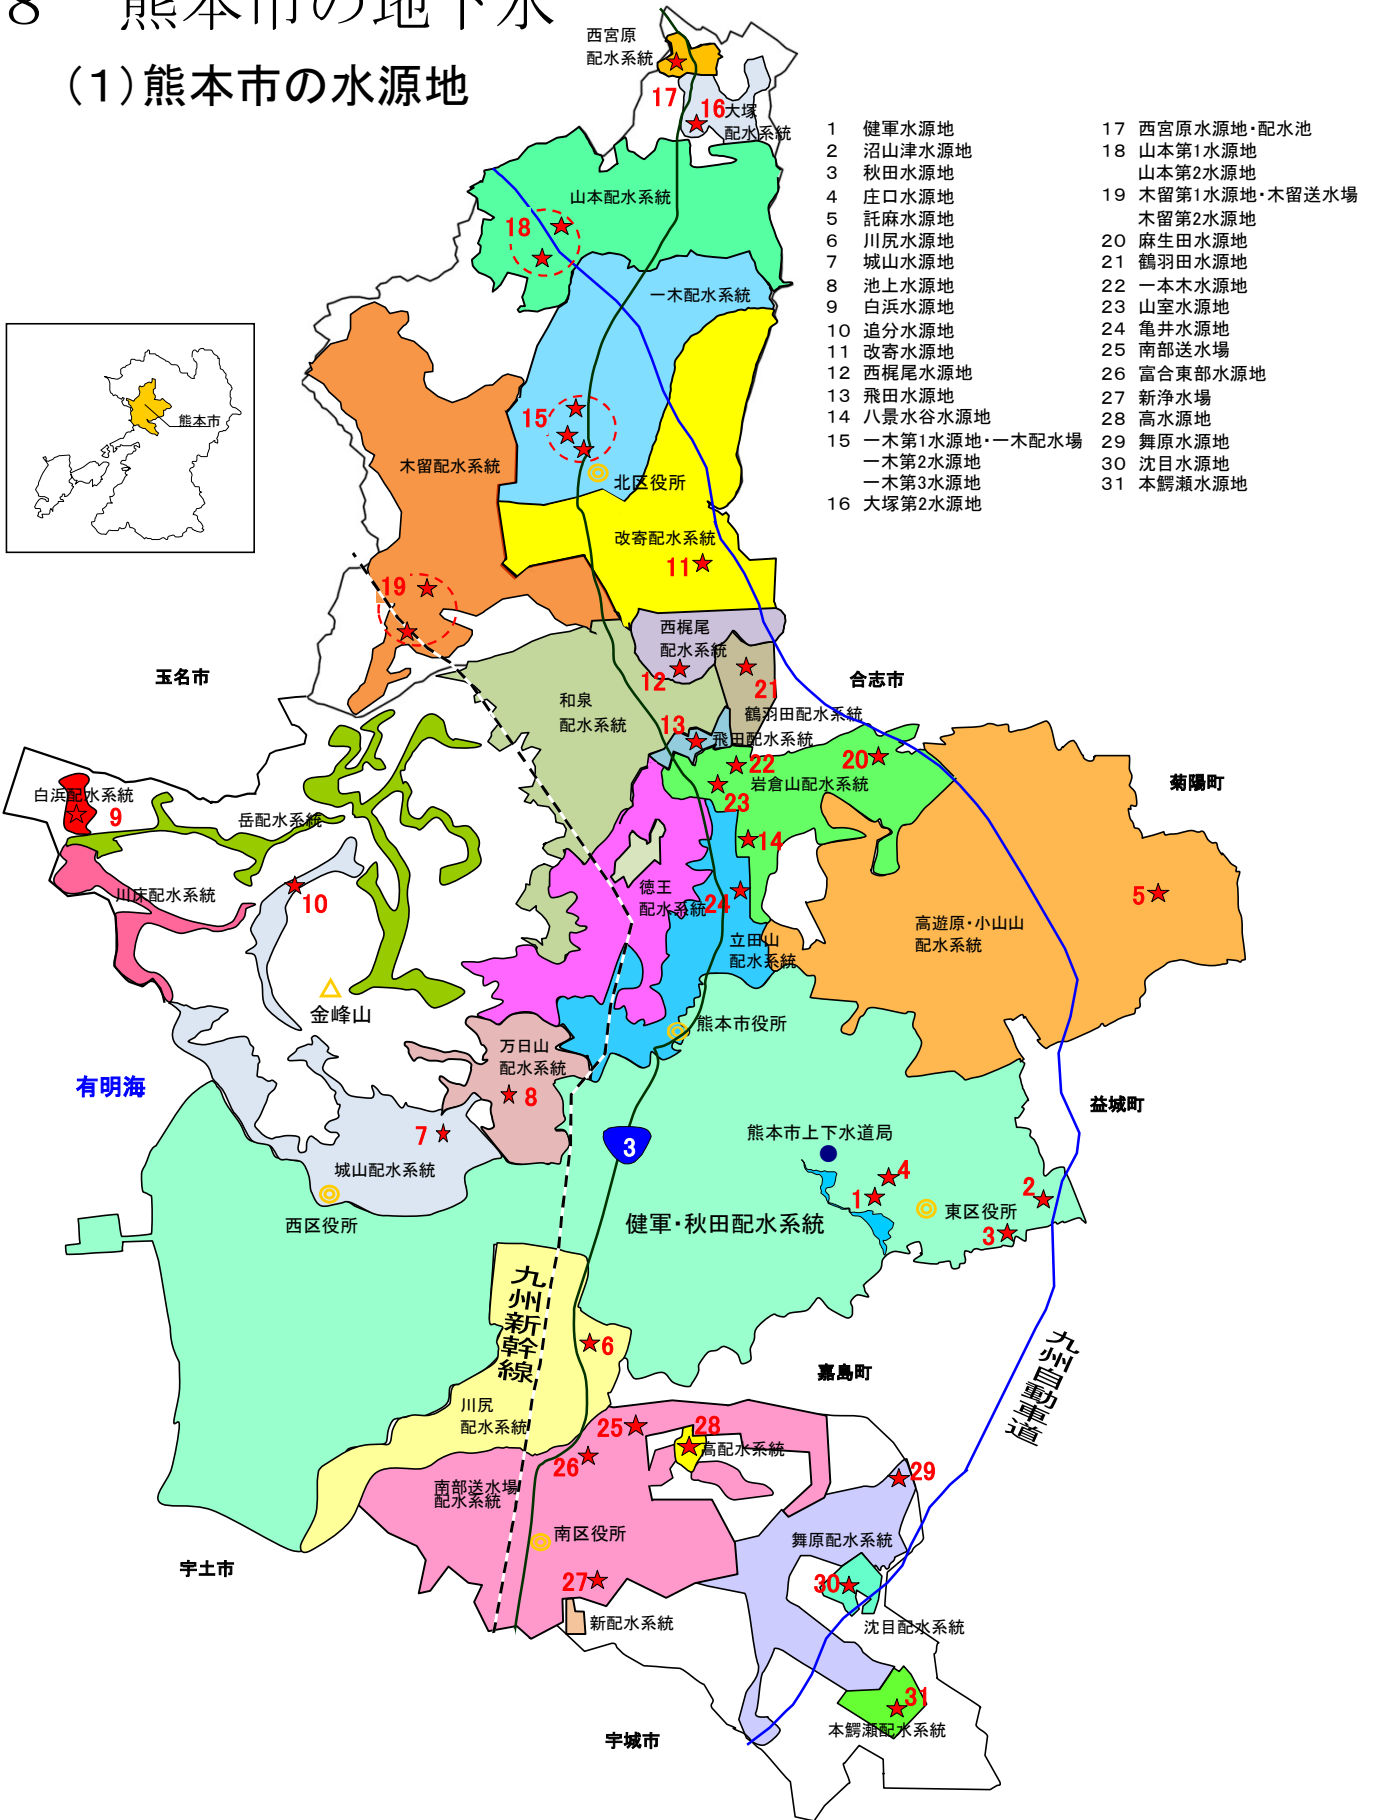 8 熊本市の地下水
(1)熊本市の水源地
1 健軍水源地
2 沼山津水源地
3 秋田水源地
4 庄口水源地
5 託麻水源地
6 川尻水源地
7 城山水源地
8 池上水源地
9 白浜水源地
10 追分水源地
11 改寄水源地
12 西梶尾水源地
13 飛田水源地
14 八景水谷水源地
15 一木第1水源地・一木配水場
一木第2水源地
一木第3水源地
16 大塚第2水源地
17 西宮原水源地・配水池
18 山本第1水源地
山本第2水源地
19 木留第1水源地・木留送水場
木留第2水源地
20 麻生田水源地
21 鶴羽田水源地
22 一本木水源地
23 山室水源地
24 亀井水源地
25 南部送水場
26 富合東部水源地
27 新浄水場
28 高水源地
29 舞原水源地
30 沈目水源地
31 本鰐瀬水源地
西宮原
配水系統
17
16
大塚
配水系統
山本配水系統
18
一木配水系統
熊本市
15
木留配水系統
北区役所
改寄配水系統
11
19
西梶尾
配水系統
12
21
玉名市
合志市
和泉
配水系統
鶴羽田配水系統
13
飛田配水系統
22
20
岩倉山配水系統
菊陽町
白浜配水系統
9
岳配水系統
23
14
川床配水系統
10
徳王
配水系統
24
5
高遊原・小山山
配水系統
立田山
配水系統
金峰山
熊本市役所
万日山
配水系統
有明海
8
益城町
7
3
熊本市上下水道局
城山配水系統
4
1
2
西区役所
健軍・秋田配水系統
東区役所
3
九州新幹線
6
九州自動車道
嘉島町
川尻
配水系統
25
28
高配水系統
26
29
南部送水場
配水系統
南区役所
舞原配水系統
宇土市
27
30
新配水系統
沈目配水系統
31
本鰐瀬配水系統
宇城市